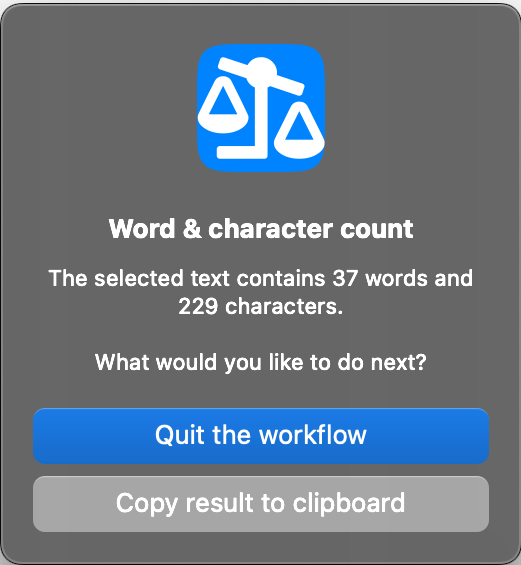 Word & character count
The selected text contains 37 words and
229 characters.
What would you like to do next?
Quit the workflow
Copy result to clipboard